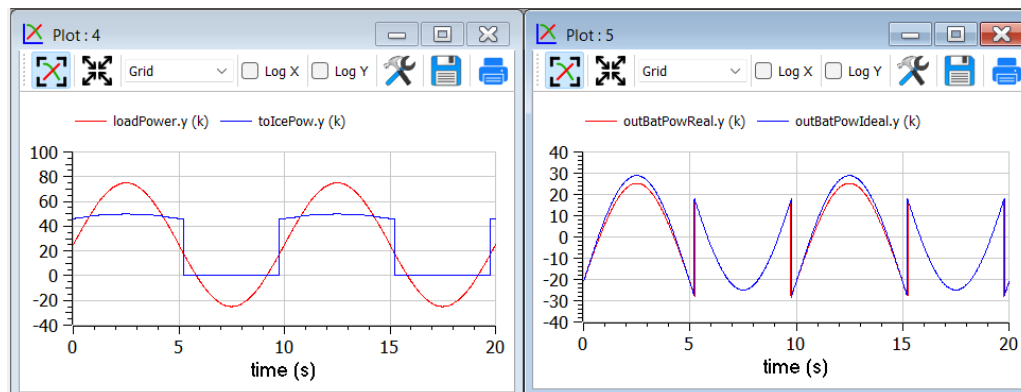 Plot : 4
Grid Log X Log Y
loadPower.y (k) toIcePow.y (k)
100
80
60
40
20
0
-20
-40
0 5 10 15 20
time (s)
Plot : 5
Grid Log X Log Y
outBatPowReal.y (k) outBatPowIdeal.y (k)
40
30
20
10
0
-10
-20
-30
-40
0 5 10 15 20
time (s)